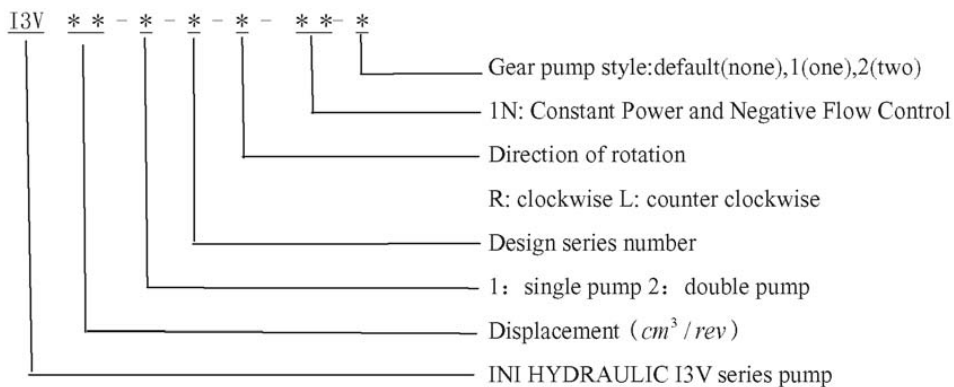 I3V ** - * - * - * - ** - *
Gear pump style:default(none),1(one),2(two)
1N: Constant Power and Negative Flow Control
Direction of rotation
R: clockwise L: counter clockwise
Design series number
1：single pump 2：double pump
Displacement（cm³ / rev）
INI HYDRAULIC I3V series pump